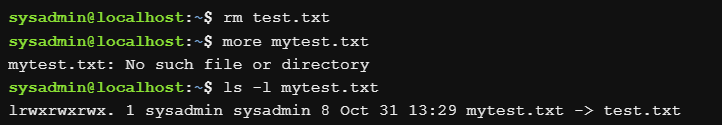 sysadmin@localhost:~$ rm test.txt
sysadmin@localhost:~$ more mytest.txt
mytest.txt: No such file or directory
sysadmin@localhost:~$ ls -l mytest.txt
lrwxrwxrwx. 1 sysadmin sysadmin 8 Oct 31 13:29 mytest.txt -> test.txt